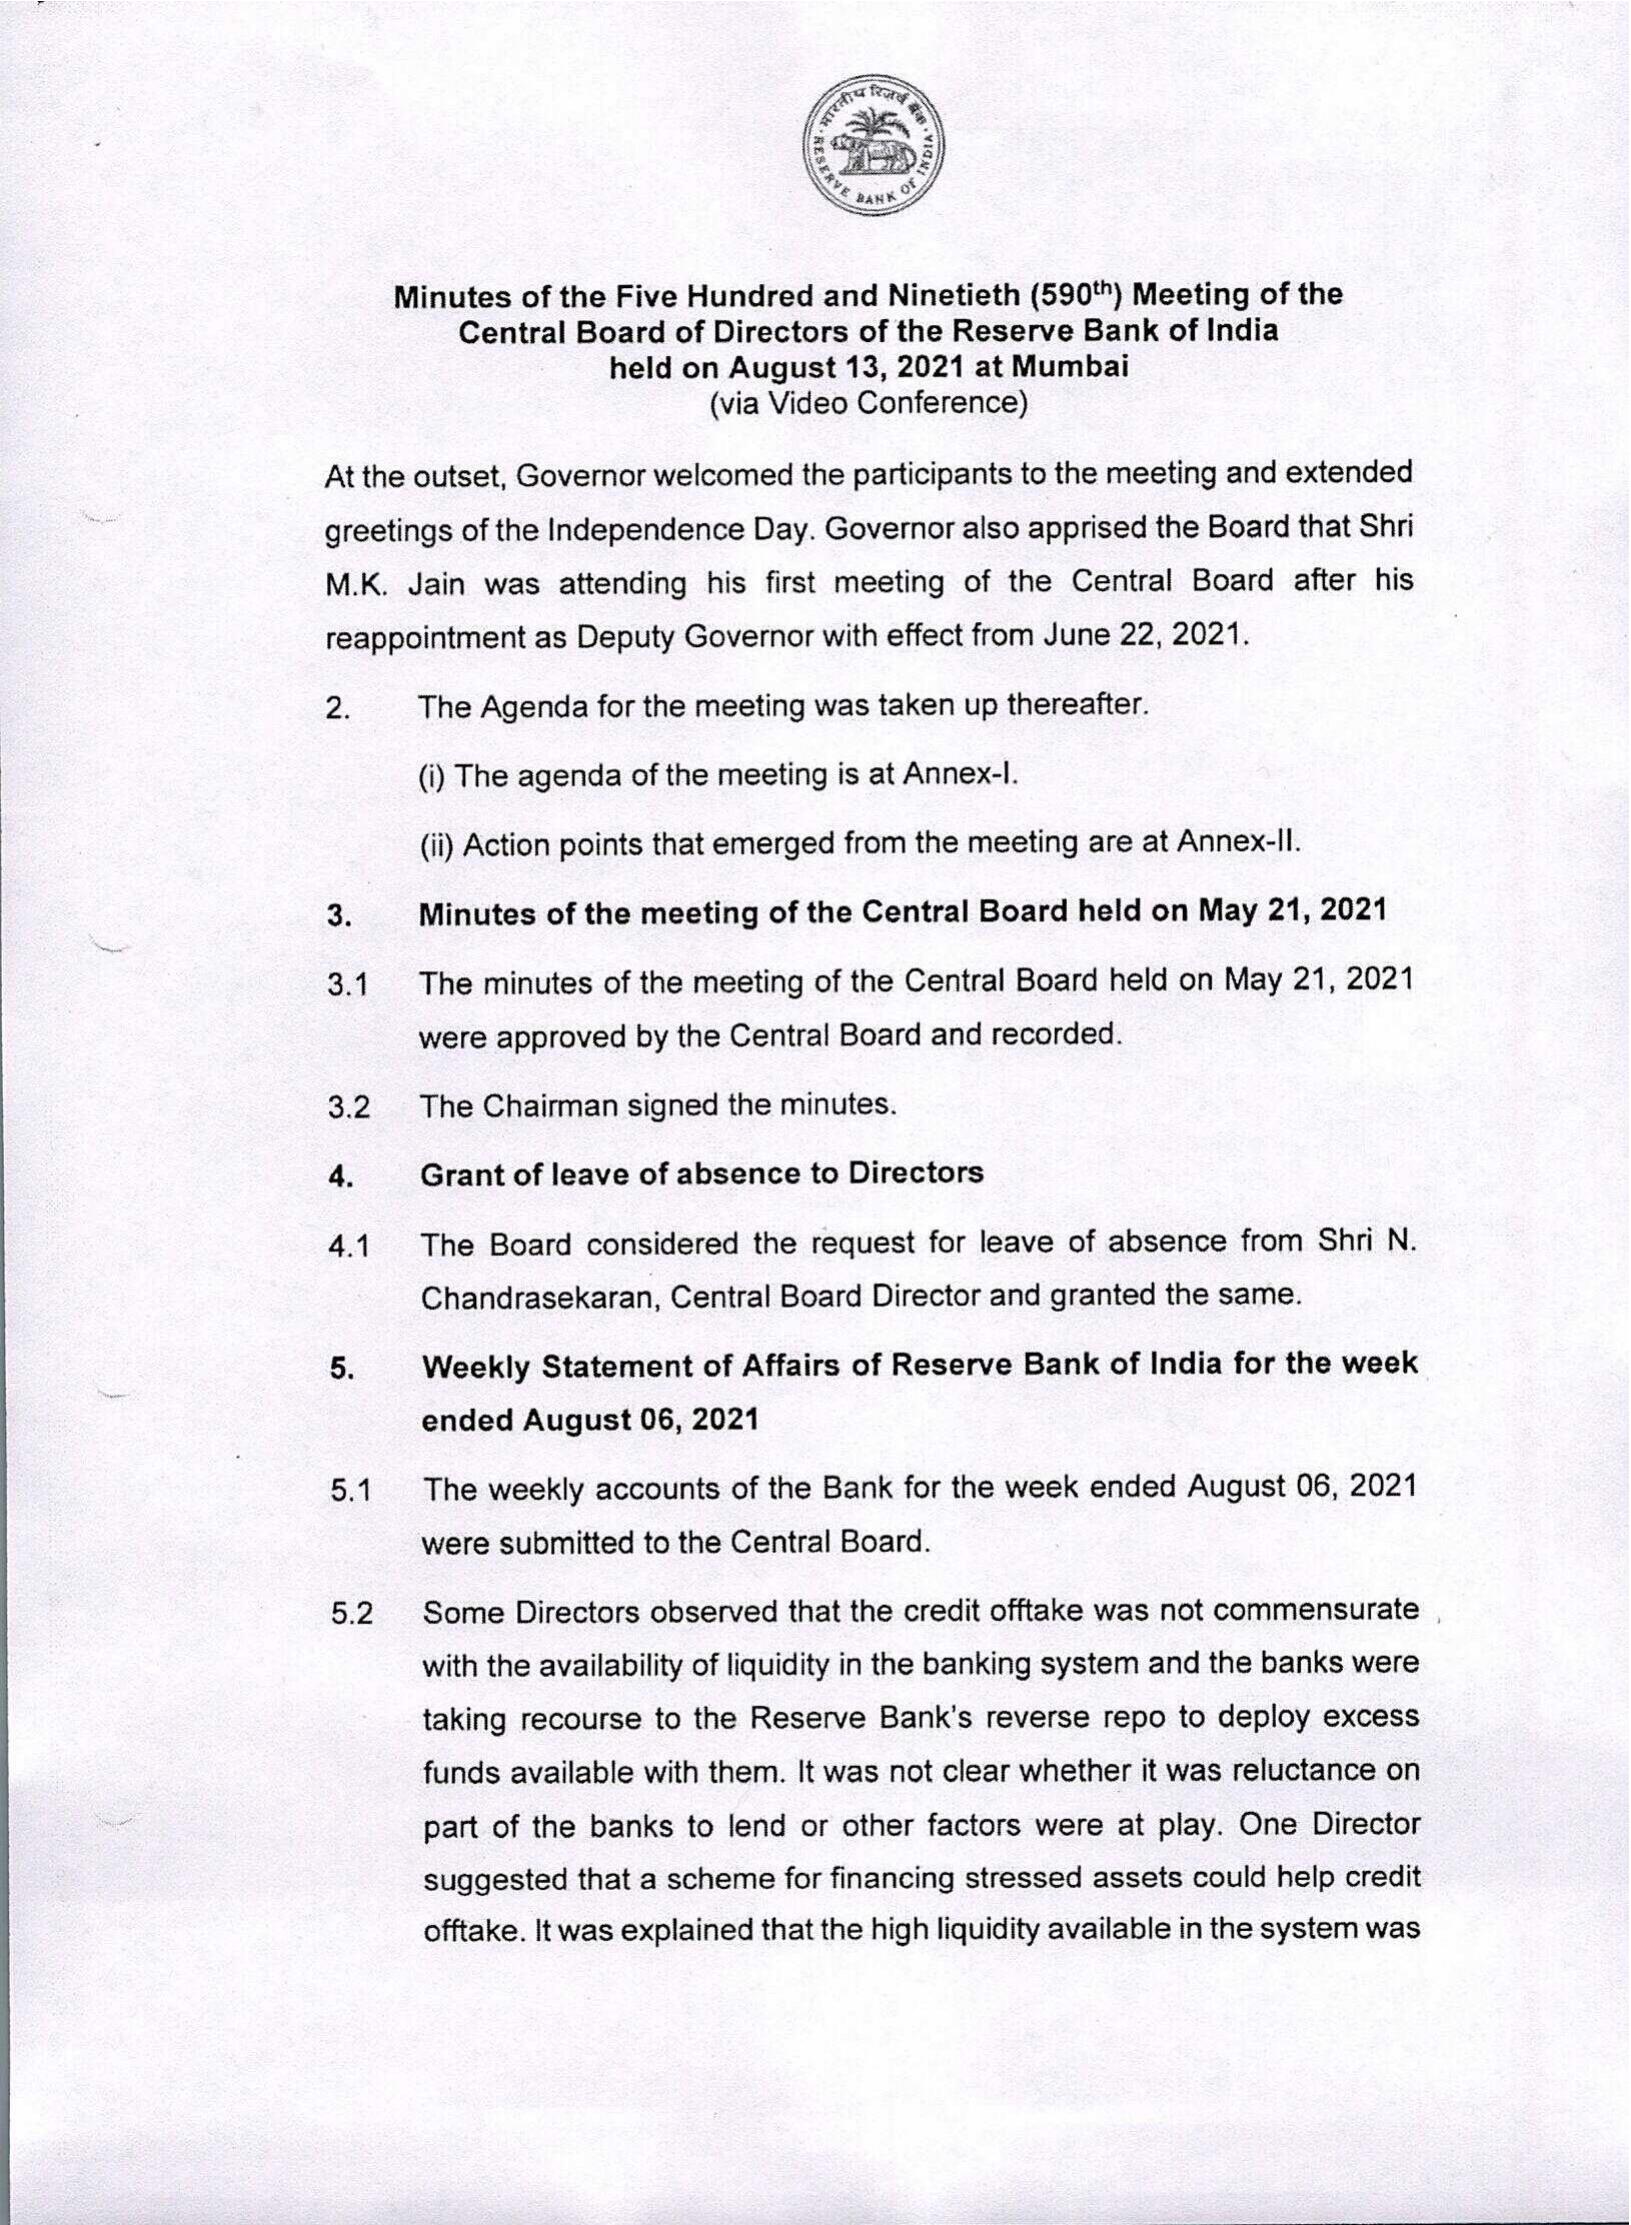 भारतीय रिज़र्व बैंक
RESERVE BANK OF INDIA
Minutes of the Five Hundred and Ninetieth (590th) Meeting of the
Central Board of Directors of the Reserve Bank of India
held on August 13, 2021 at Mumbai
(via Video Conference)
At the outset, Governor welcomed the participants to the meeting and extended
greetings of the Independence Day. Governor also apprised the Board that Shri
M.K. Jain was attending his first meeting of the Central Board after his
reappointment as Deputy Governor with effect from June 22, 2021.
2. The Agenda for the meeting was taken up thereafter.
(i) The agenda of the meeting is at Annex-I.
(ii) Action points that emerged from the meeting are at Annex-II.
3. Minutes of the meeting of the Central Board held on May 21, 2021
3.1 The minutes of the meeting of the Central Board held on May 21, 2021
were approved by the Central Board and recorded.
3.2 The Chairman signed the minutes.
4. Grant of leave of absence to Directors
4.1 The Board considered the request for leave of absence from Shri N.
Chandrasekaran, Central Board Director and granted the same.
5. Weekly Statement of Affairs of Reserve Bank of India for the week
ended August 06, 2021
5.1 The weekly accounts of the Bank for the week ended August 06, 2021
were submitted to the Central Board.
5.2 Some Directors observed that the credit offtake was not commensurate
with the availability of liquidity in the banking system and the banks were
taking recourse to the Reserve Bank's reverse repo to deploy excess
funds available with them. It was not clear whether it was reluctance on
part of the banks to lend or other factors were at play. One Director
suggested that a scheme for financing stressed assets could help credit
offtake. It was explained that the high liquidity available in the system was